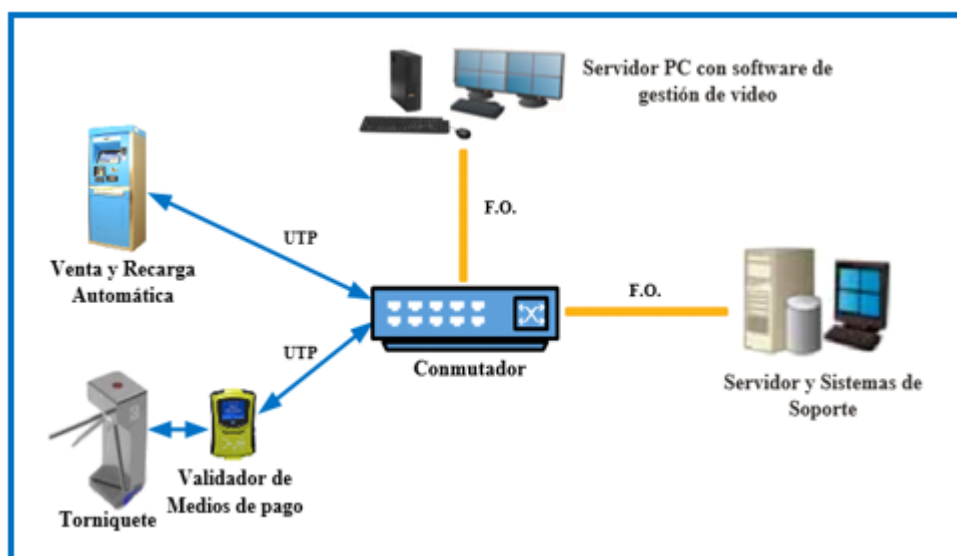 Servidor PC con software de
gestión de video
F.O.
UTP
Venta y Recarga
Automática
F.O.
UTP
Conmutador
Servidor y Sistemas de
Soporte
Validador de
Medios de pago
Torniquete